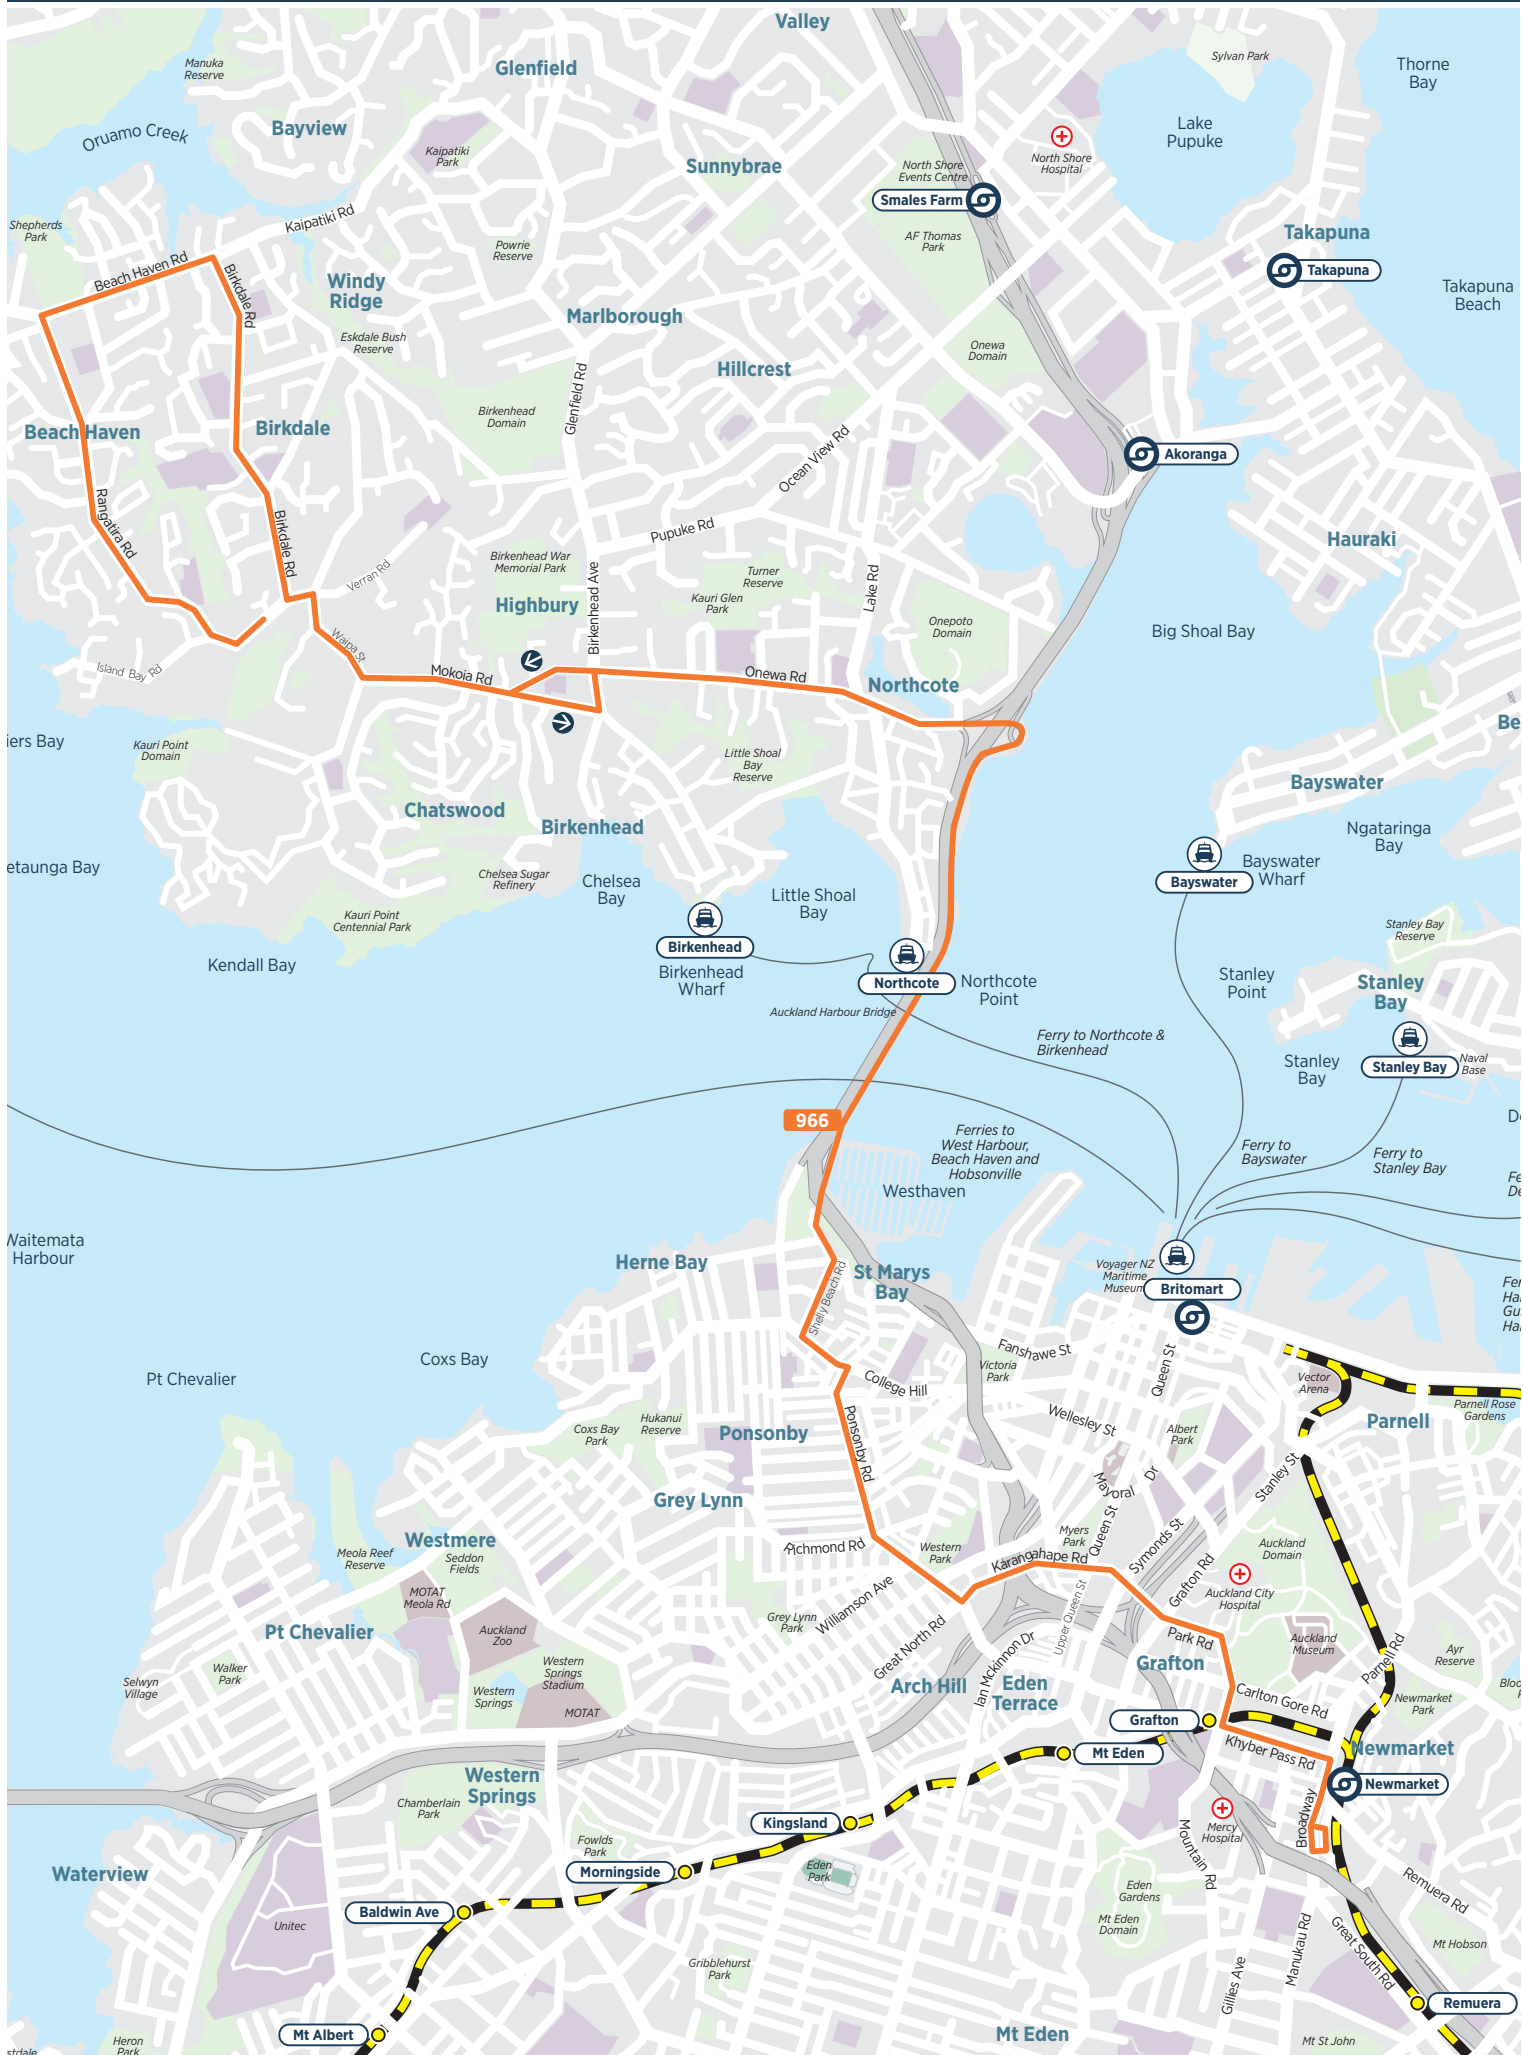 Valley
Glenfield
Sylvan Park
Thorne
Bay
Manuka
Reserve
Bayview
Oruamo Creek
Kaipatiki
Park
Lake
Pupuke
North Shore
Hospital
Sunnybrae
North Shore
Events Centre
Smales Farm
AF Thomas
Park
Shepherds
Park
Kaipatiki Rd
Powrie
Reserve
Takapuna
Takapuna
Beach Haven Rd
Birkdale Rd
Windy
Ridge
Takapuna
Beach
Marlborough
Eskdale Bush
Reserve
Onewa
Domain
Hillcrest
Glenfield Rd
Birkenhead
Domain
Beach Haven
Birkdale
Ocean View Rd
Akoranga
Rangatira Rd
Birkdale Rd
Pupuke Rd
Hauraki
Verran Rd
Birkenhead War
Memorial Park
Turner
Reserve
Kauri Glen
Park
Lake Rd
Highbury
Birkenhead Ave
Onepoto
Domain
Big Shoal Bay
Waipa St
Island Bay Rd
Mokoia Rd
Onewa Rd
Northcote
Be
iers Bay
Kauri Point
Domain
Little Shoal
Bay
Reserve
Bayswater
Chatswood
Birkenhead
Ngataringa
Bay
etaunga Bay
Chelsea Sugar
Refinery
Chelsea
Bay
Little Shoal
Bay
Bayswater
Bayswater
Wharf
Kauri Point
Centennial Park
Stanley Bay
Reserve
Birkenhead
Birkenhead
Wharf
Kendall Bay
Northcote
Northcote
Point
Stanley
Point
Stanley
Bay
Auckland Harbour Bridge
Ferry to Northcote &
Birkenhead
Stanley
Bay
Stanley Bay
Naval
Base
966
Ferries to
West Harbour,
Beach Haven and
Hobsonville
Ferry to
Bayswater
Ferry to
Stanley Bay
De
Fe
De
Westhaven
Waitemata
Harbour
Herne Bay
St Marys
Bay
Shelly Beach Rd
Voyager NZ
Maritime
Museum
Britomart
Fer
Ha
Gu
Ha
Coxs Bay
Pt Chevalier
Fanshawe St
Queen St
Victoria
Park
College Hill
Vector
Arena
Parnell Rose
Gardens
Parnell
Wellesley St
Albert
Park
Hukanui
Reserve
Coxs Bay
Park
Ponsonby
Ponsonby Rd
Stanley St
Mayoral Dr
Grey Lynn
Westmere
Meola Reef
Reserve
Seddon
Fields
Richmond Rd
Western
Park
Myers
Park
Queen St
Symonds St
Auckland
Domain
Karangahape Rd
Grafton Rd
Auckland City
Hospital
MOTAT
Meola Rd
Williamson Ave
Upper Queen St
Grey Lynn
Park
Great North Rd
Park Rd
Auckland
Museum
Parnell Rd
Ayr
Reserve
Pt Chevalier
Auckland
Zoo
Western
Springs
Stadium
Walker
Park
Selwyn
Village
Western
Springs
MOTAT
Arch Hill
Ian Mckinnon Dr
Eden
Terrace
Grafton
Carlton Gore Rd
Newmarket
Park
Grafton
Mt Eden
Khyber Pass Rd
Newmarket
Newmarket
Western
Springs
Chamberlain
Park
Kingsland
Broadway
Mercy
Hospital
Mountain Rd
Fowlds
Park
Morningside
Eden
Park
Waterview
Remuera Rd
Eden
Gardens
Baldwin Ave
Unitec
Mt Eden
Domain
Manukau Rd
Great South Rd
Mt Hobson
Gribblehurst
Park
Gillies Ave
Remuera
Mt Albert
Mt Eden
Mt St John
Heron
Park
stdale